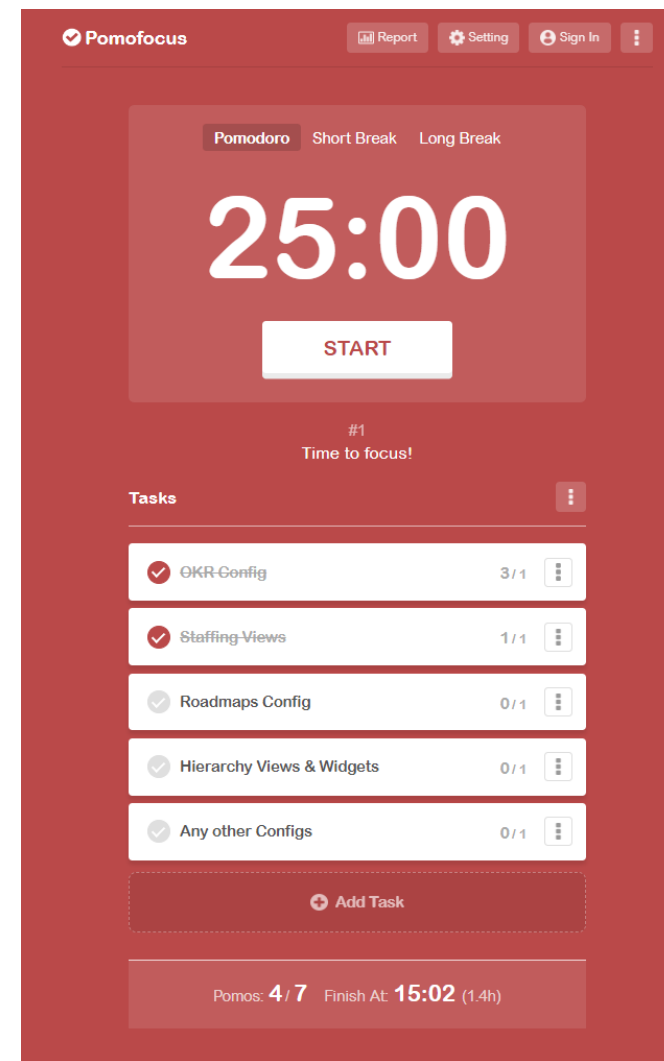 Pomofocus Report Setting Sign In
Pomodoro Short Break Long Break
25:00
START
#1
Time to focus!
Tasks
OKR Config 3/1
Staffing Views 1/1
Roadmaps Config 0/1
Hierarchy Views & Widgets 0/1
Any other Configs 0/1
Add Task
Pomos: 4/7 Finish At: 15:02 (1.4h)